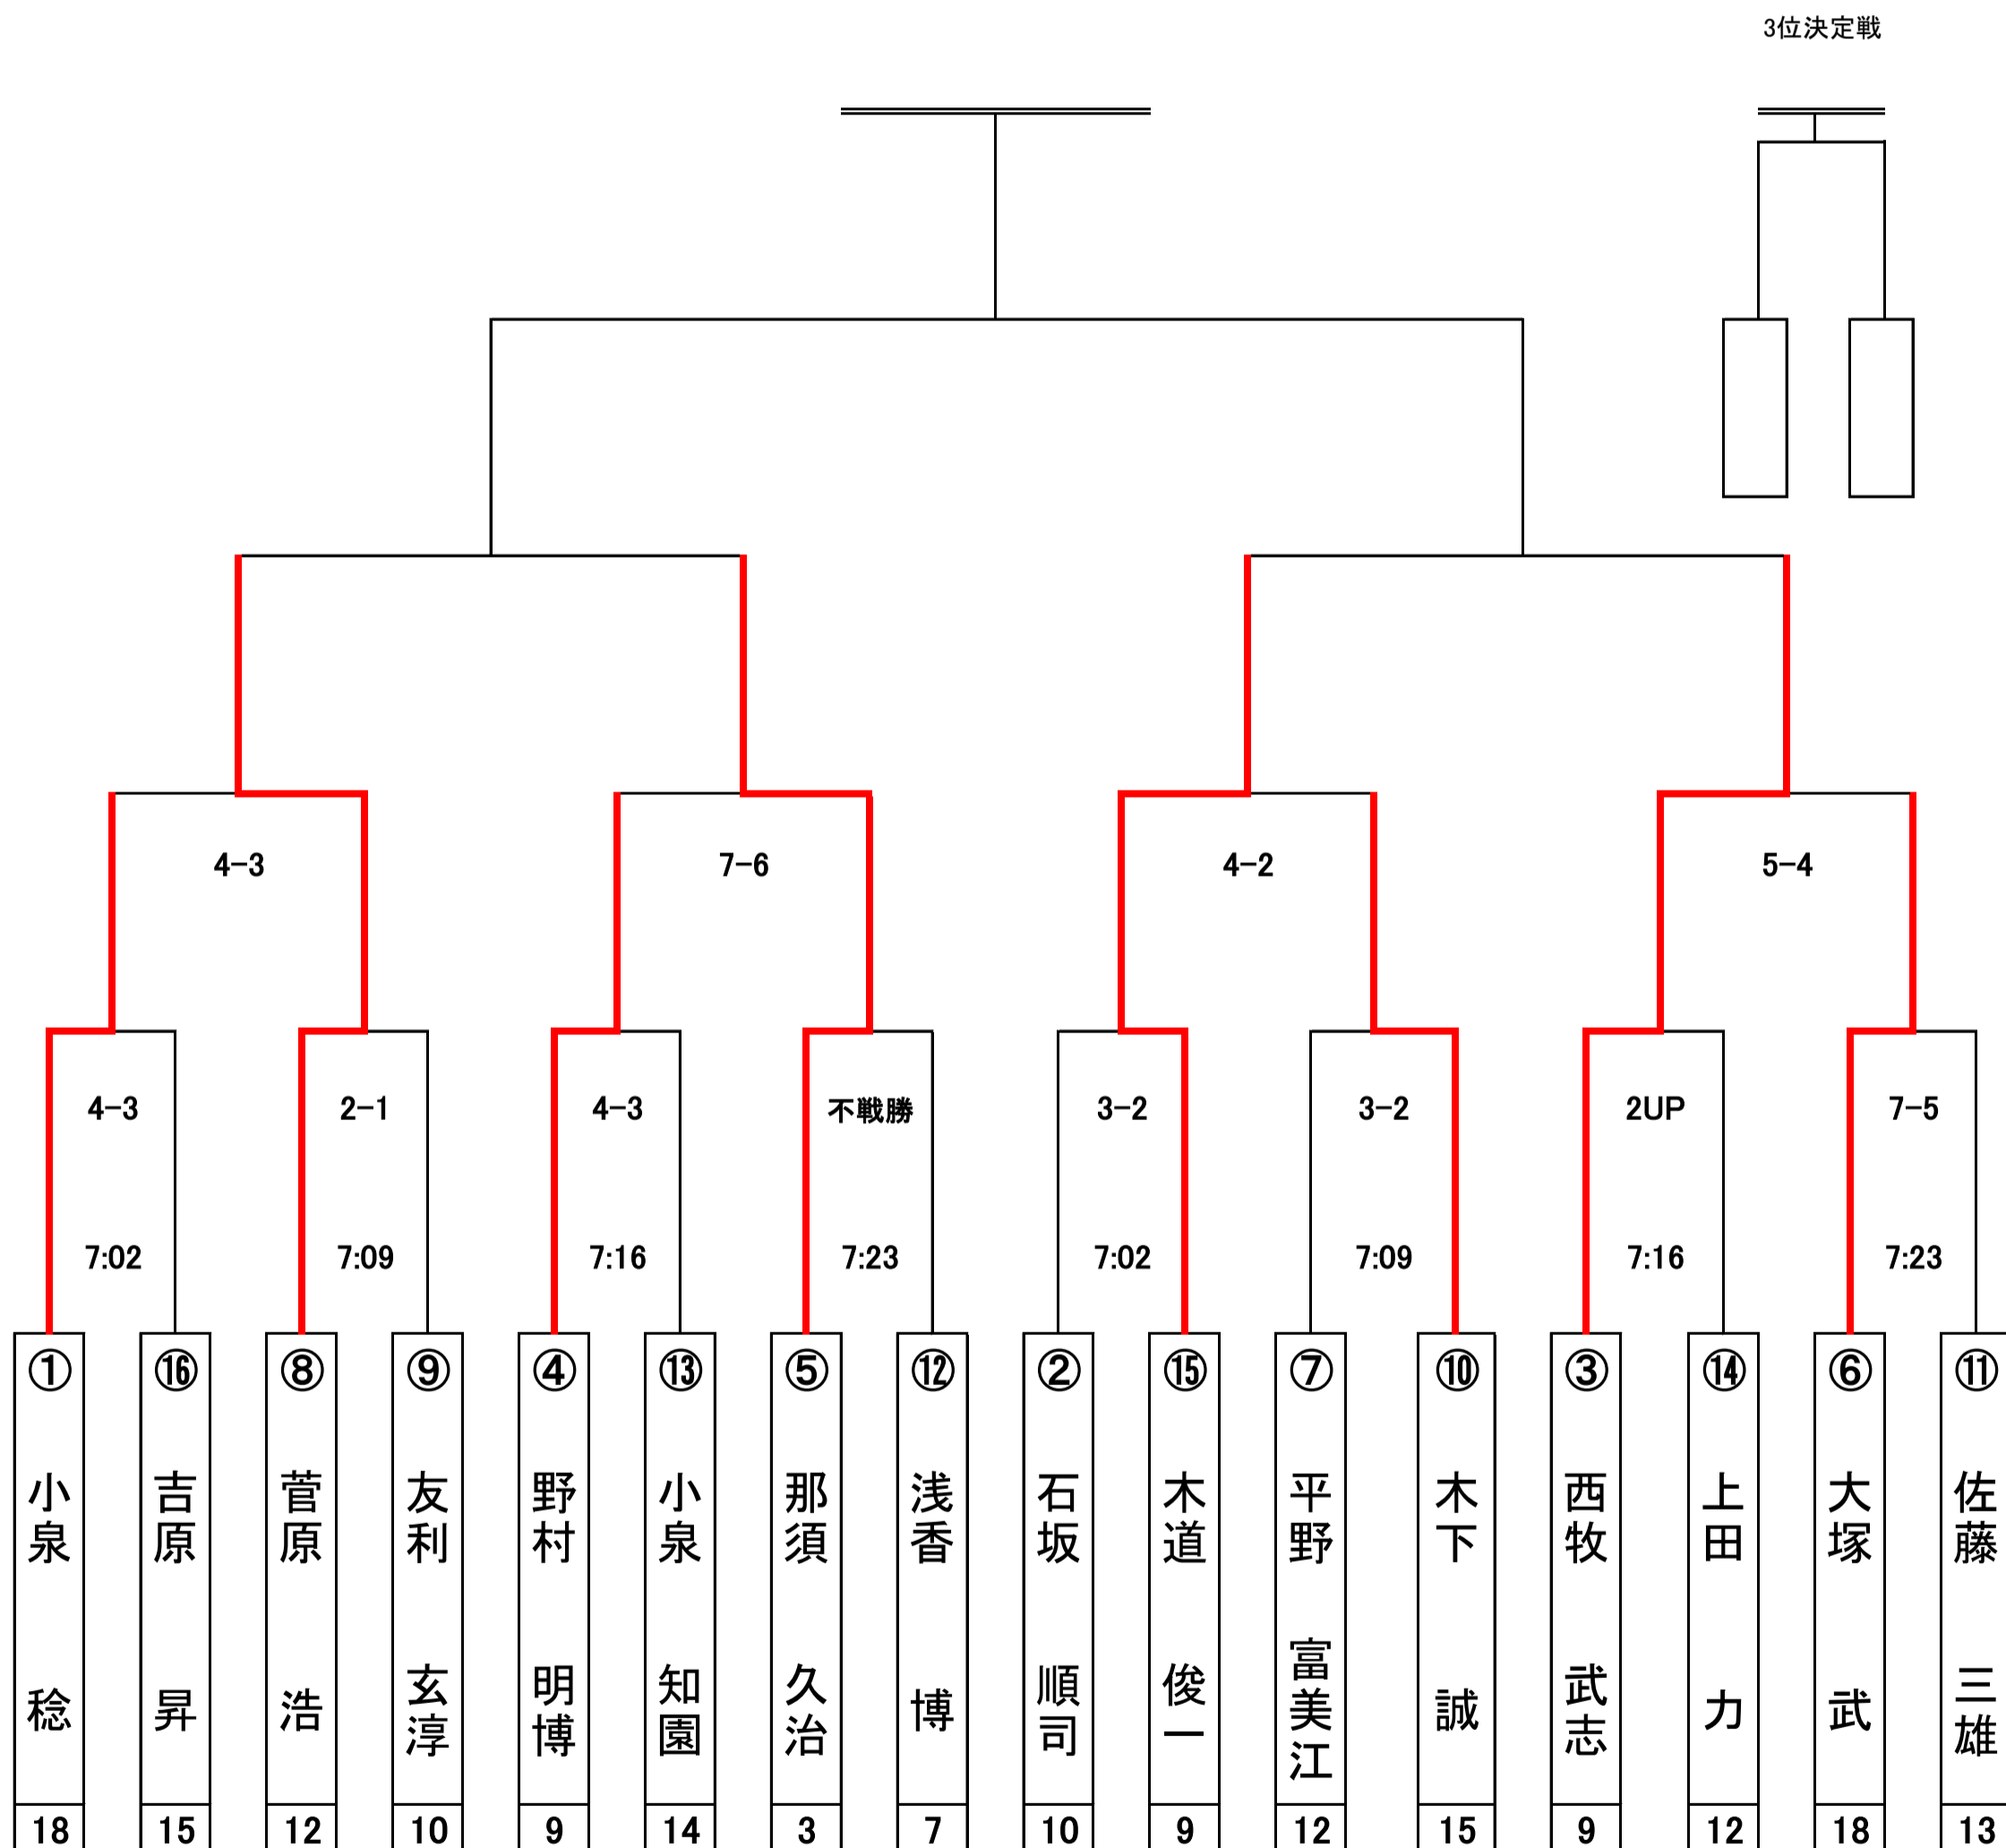 3位決定戦
4-3 7-6 4-2 5-4
4-3 2-1 4-3 不戦勝 3-2 3-2 2UP 7-5
7:02 7:09 7:16 7:23 7:02 7:09 7:16 7:23
① ⑯ ⑧ ⑨ ④ ⑬ ⑤ ⑫ ② ⑮ ⑦ ⑩ ③ ⑭ ⑥ ⑪
小泉 稔
吉原 昇
菅原 浩
友利 玄淳
野村 明博
小泉 知園
那須 久治
浅香 博
石坂 順司
木道 俊一
平野 富美江
木下 誠
西牧 武志
上田 力
大塚 武
佐藤 三雄
18 15 12 10 9 14 3 7 10 9 12 15 9 12 18 13